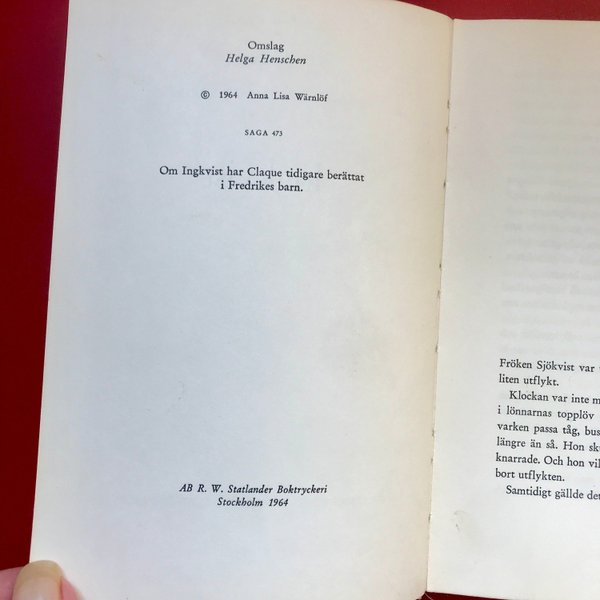 Omslag
Helga Henschen
© 1964 Anna Lisa Wärnlöf
SAGA 473
Om Ingkvist har Claque tidigare berättat
i Fredrikes barn.
AB R. W. Statlander Boktryckeri
Stockholm 1964
Fröken Sjökvist var
liten utflykt.
Klockan var inte m
i lönnarnas topplöv
varken passa tåg, bus
längre än så. Hon sk
knarrade. Och hon vil
bort utflykten.
Samtidigt gällde det